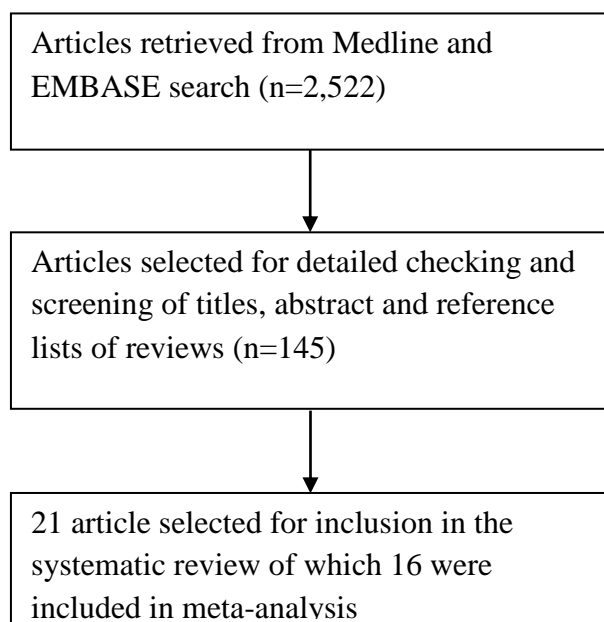 Articles retrieved from Medline and
EMBASE search (n=2,522)
Articles selected for detailed checking and
screening of titles, abstract and reference
lists of reviews (n=145)
21 article selected for inclusion in the
systematic review of which 16 were
included in meta-analysis